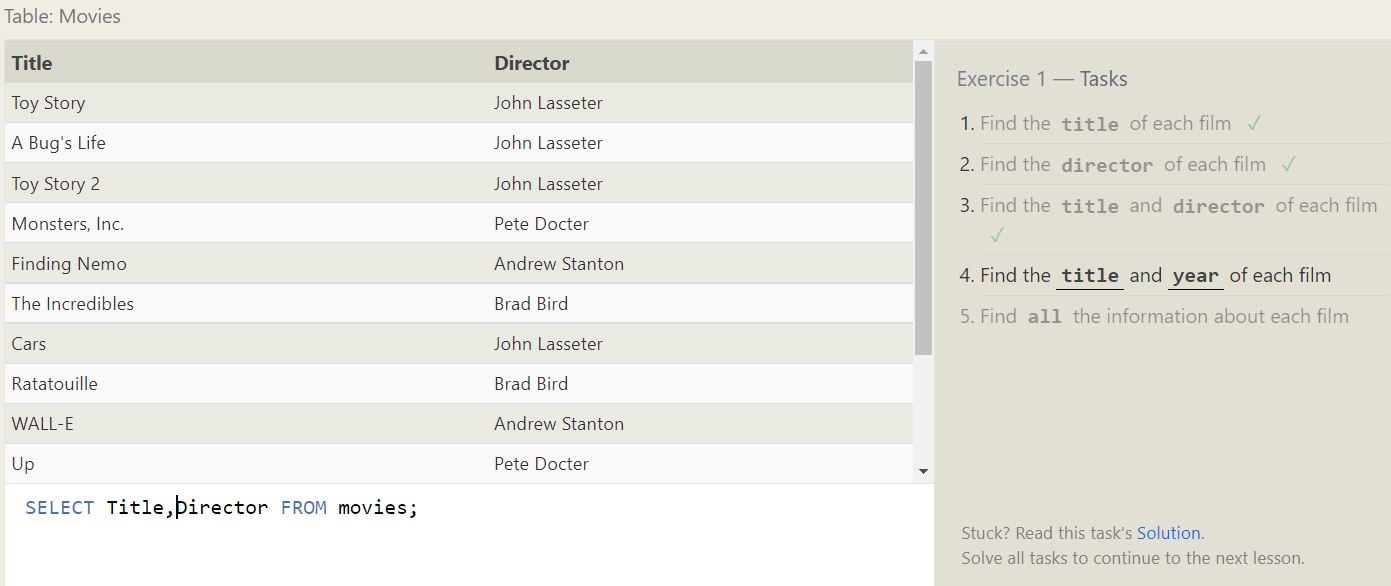 Table: Movies
Title Director
Toy Story John Lasseter
A Bug's Life John Lasseter
Toy Story 2 John Lasseter
Monsters, Inc. Pete Docter
Finding Nemo Andrew Stanton
The Incredibles Brad Bird
Cars John Lasseter
Ratatouille Brad Bird
WALL-E Andrew Stanton
Up Pete Docter
SELECT Title,Director FROM movies;
Exercise 1 — Tasks
1. Find the title of each film ✓
2. Find the director of each film ✓
3. Find the title and director of each film
✓
4. Find the title and year of each film
5. Find all the information about each film
Stuck? Read this task's Solution.
Solve all tasks to continue to the next lesson.